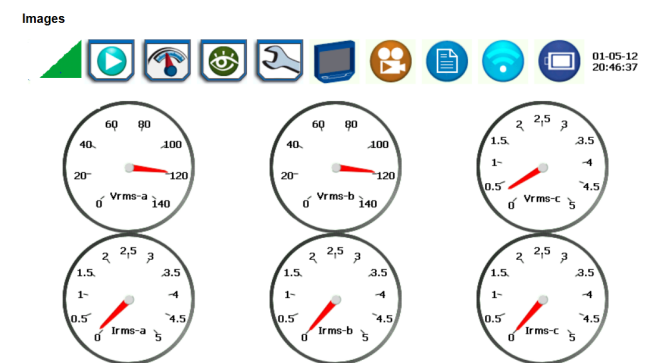 Images
01-05-12
20:46:37
60 80
40 100
20 120
Vrms-a
0 140
60 80
40 100
20 120
Vrms-b
0 140
2 2,5 3
1.5 3.5
1 4
0.5 4.5
Vrms-c
0 5
2 2,5 3
1.5 3.5
1 4
0.5 4.5
Irms-a
0 5
2 2,5 3
1.5 3.5
1 4
0.5 4.5
Irms-b
0 5
2 2,5 3
1.5 3.5
1 4
0.5 4.5
Irms-c
0 5